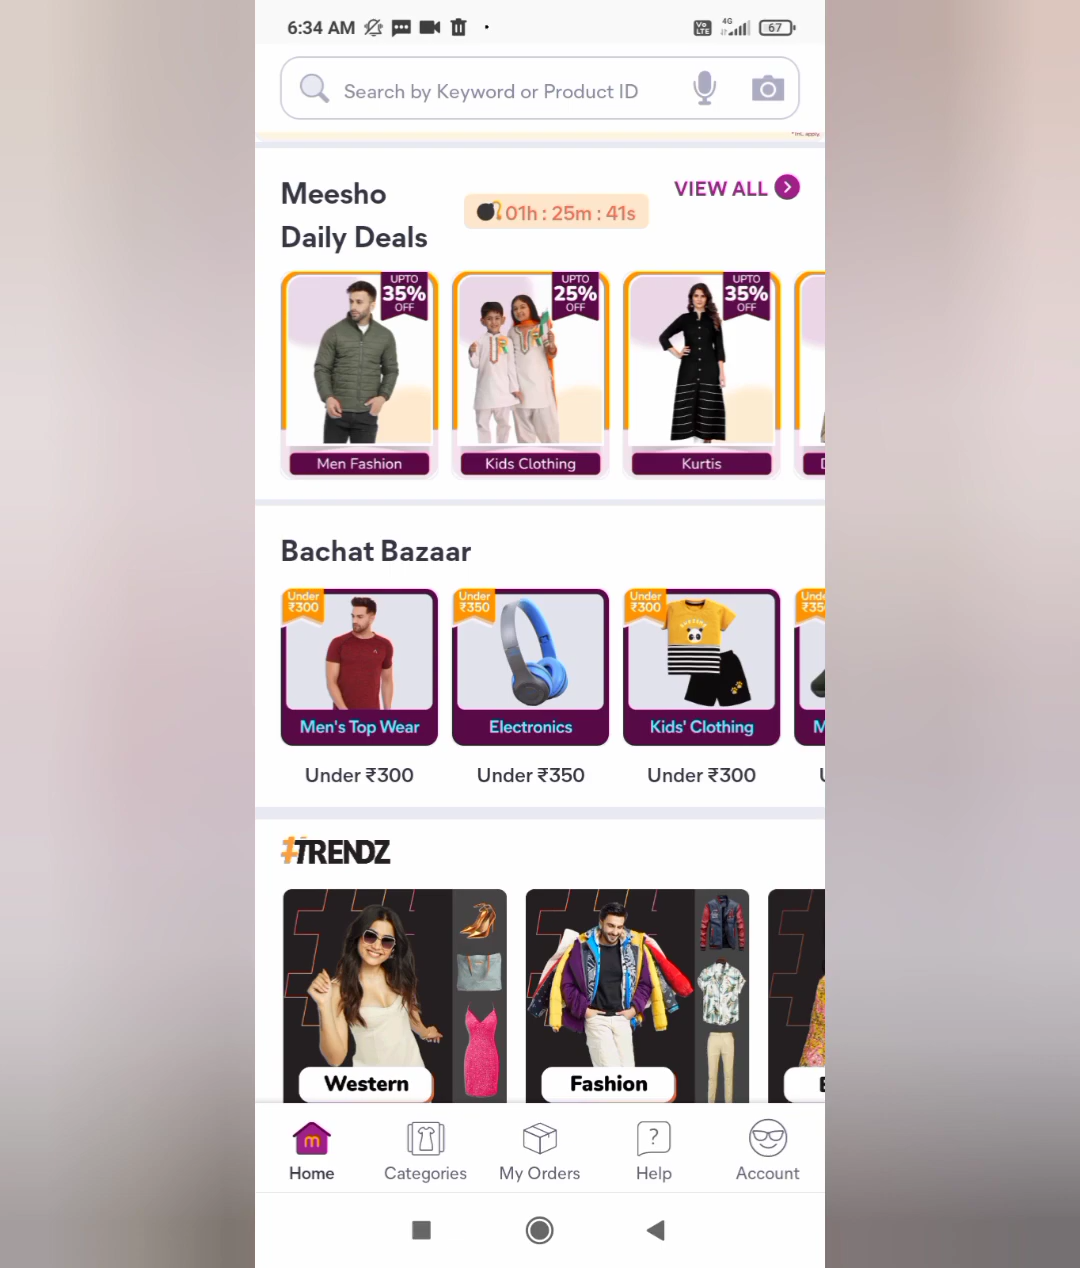 6:34 AM
Vo LTE
4G
67
Search by Keyword or Product ID
Meesho
Daily Deals
01h : 25m : 41s
VIEW ALL
UPTO
35%
OFF
Men Fashion
UPTO
25%
OFF
Kids Clothing
UPTO
35%
OFF
Kurtis
Bachat Bazaar
Under
₹300
Men's Top Wear
Under ₹300
Under
₹350
Electronics
Under ₹350
Under
₹300
Kids' Clothing
Under ₹300
#TRENDZ
Western
Fashion
m
Home
Categories
My Orders
?
Help
Account